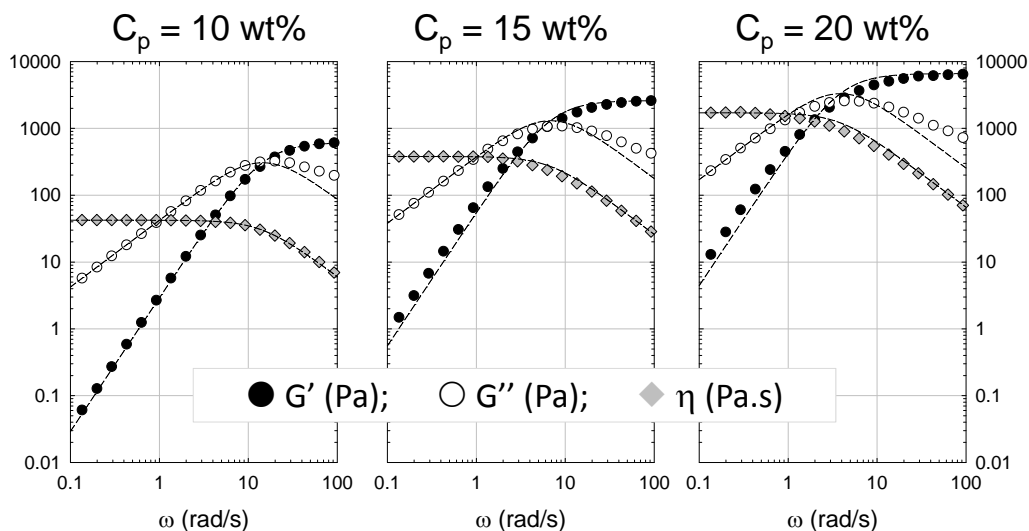 C_p = 10 wt%
C_p = 15 wt%
C_p = 20 wt%
10000
1000
100
10
1
0.1
0.01
10000
1000
100
10
1
0.1
0.01
G' (Pa); G'' (Pa); η (Pa.s)
0.1 1 10 100
0.1 1 10 100
0.1 1 10 100
ω (rad/s)
ω (rad/s)
ω (rad/s)